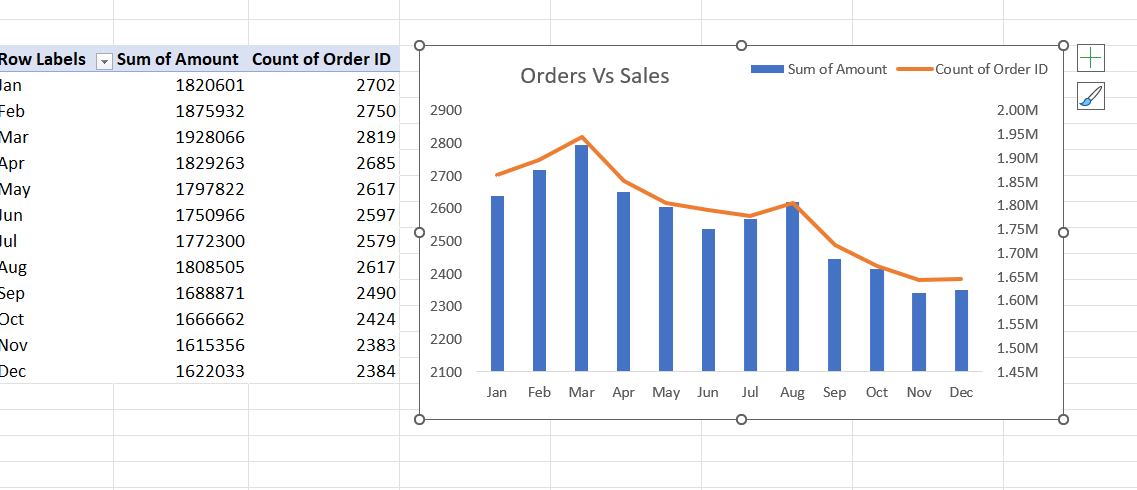 Row Labels Sum of Amount Count of Order ID
Jan 1820601 2702
Feb 1875932 2750
Mar 1928066 2819
Apr 1829263 2685
May 1797822 2617
Jun 1750966 2597
Jul 1772300 2579
Aug 1808505 2617
Sep 1688871 2490
Oct 1666662 2424
Nov 1615356 2383
Dec 1622033 2384
Orders Vs Sales
Sum of Amount Count of Order ID
2900 2.00M
2800 1.95M
2700 1.90M
2600 1.85M
2500 1.80M
2400 1.75M
2300 1.70M
2200 1.65M
2100 1.60M
1.55M
1.50M
1.45M
Jan Feb Mar Apr May Jun Jul Aug Sep Oct Nov Dec